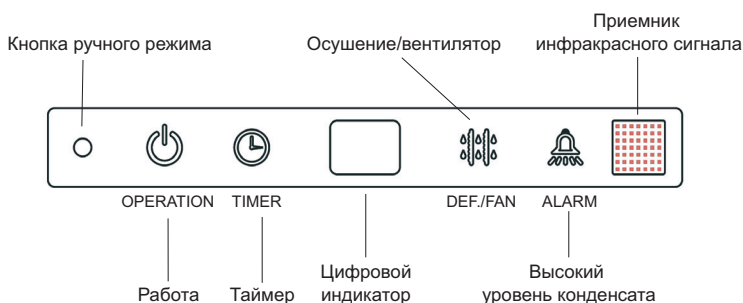 Приемник
Кнопка ручного режима
Осушение/вентилятор
инфракрасного сигнала
OPERATION
TIMER
DEF./FAN
ALARM
Работа
Таймер
Цифровой
индикатор
Высокий
уровень конденсата